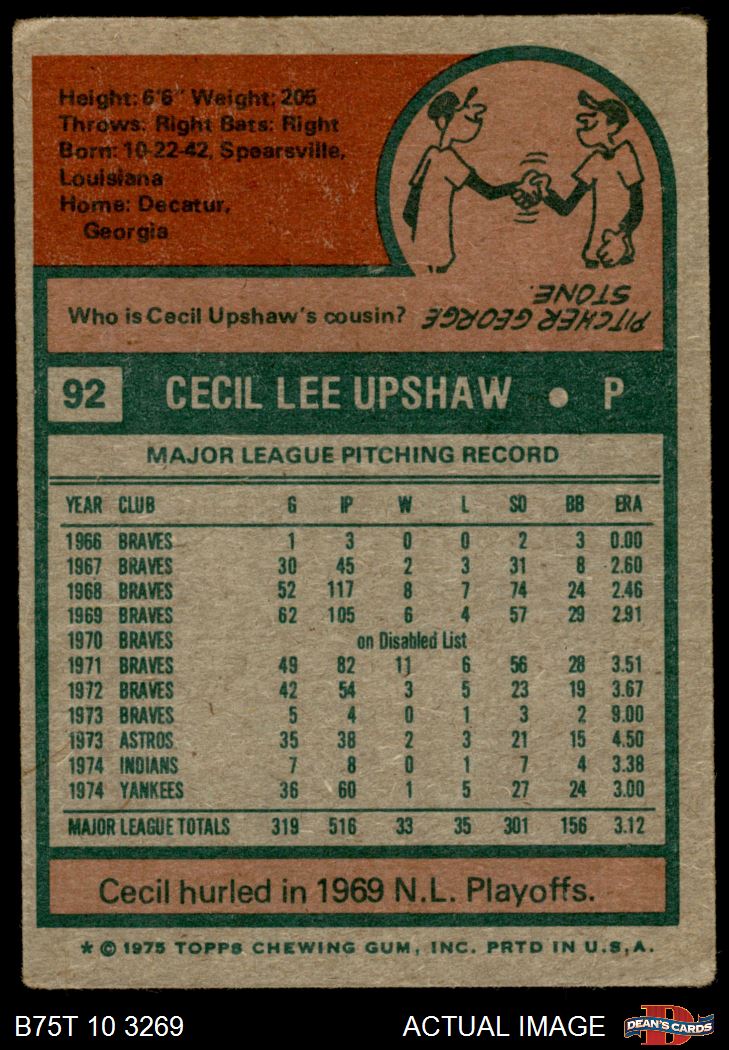 Height: 6'6" Weight: 205
Throws: Right Bats: Right
Born: 10-22-42, Spearsville,
Louisiana
Home: Decatur,
Georgia
Who is Cecil Upshaw's cousin?
PITCHER GEORGE
STONE.
92 CECIL LEE UPSHAW • P
MAJOR LEAGUE PITCHING RECORD
YEAR CLUB G IP W L SO BB ERA
1966 BRAVES 1 3 0 0 2 3 0.00
1967 BRAVES 30 45 2 3 31 8 2.60
1968 BRAVES 52 117 8 7 74 24 2.46
1969 BRAVES 62 105 6 4 57 29 2.91
1970 BRAVES on Disabled List
1971 BRAVES 49 82 11 6 56 28 3.51
1972 BRAVES 42 54 3 5 23 19 3.67
1973 BRAVES 5 4 0 1 3 2 9.00
1973 ASTROS 35 38 2 3 21 15 4.50
1974 INDIANS 7 8 0 1 7 4 3.38
1974 YANKEES 36 60 1 5 27 24 3.00
MAJOR LEAGUE TOTALS 319 516 33 35 301 156 3.12
Cecil hurled in 1969 N.L. Playoffs.
* © 1975 TOPPS CHEWING GUM, INC. PRTD IN U.S.A.
B75T 10 3269 ACTUAL IMAGE DEAN'S CARDS